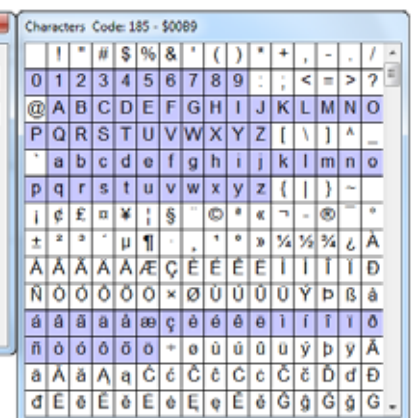 Characters Code: 185 - $00B9
! " # $ % & ' ( ) * + , - . /
0 1 2 3 4 5 6 7 8 9 : ; < = > ?
@ A B C D E F G H I J K L M N O
P Q R S T U V W X Y Z [ \ ] ^ _
` a b c d e f g h i j k l m n o
p q r s t u v w x y z { | } ~
¡ ¢ £ ¤ ¥ ¦ § ¨ © ª « ¬ - ® ¯ °
± ² ³ ´ µ ¶ · ¸ ¹ º » ¼ ½ ¾ ¿ À
Á Â Ã Ä Å Æ Ç È É Ê Ë Ì Í Î Ï Ð
Ñ Ò Ó Ô Õ Ö × Ø Ù Ú Û Ü Ý Þ ß à
á â ã ä å æ ç è é ê ë ì í î ï ð
ñ ò ó ô õ ö ÷ ø ù ú û ü ý þ ÿ Ā
ā Ă ă Ą ą Ć ć Ĉ ĉ Ċ ċ Č č Ď ď Đ
đ Ē ē Ĕ ĕ Ė ė Ę ę Ě ě Ĝ ĝ Ğ ğ Ġ